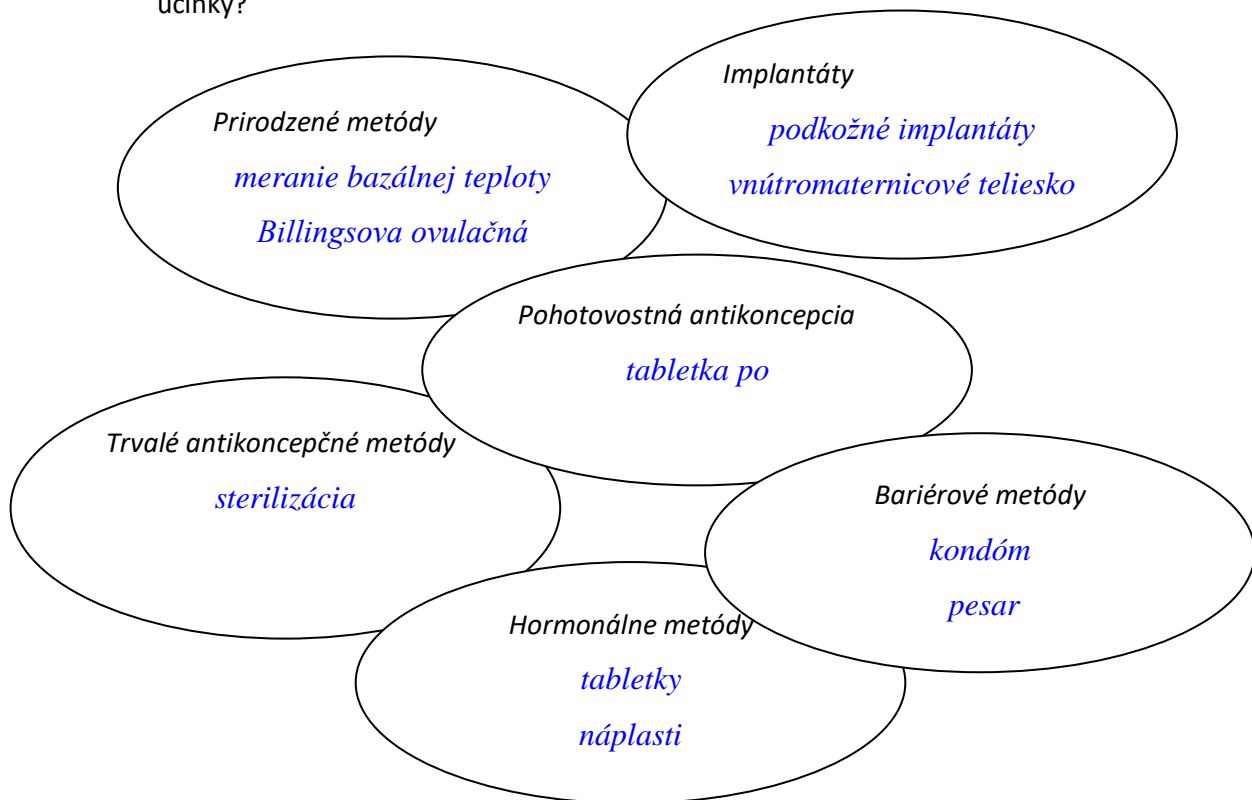 účinky?
Implantáty
podkožné implantáty
vnútromaternicové teliesko
Prirodzené metódy
meranie bazálnej teploty
Billingsova ovulačná
Pohotovostná antikoncepcia
tabletka po
Trvalé antikoncepčné metódy
sterilizácia
Bariérové metódy
kondóm
pesar
Hormonálne metódy
tabletky
náplasti